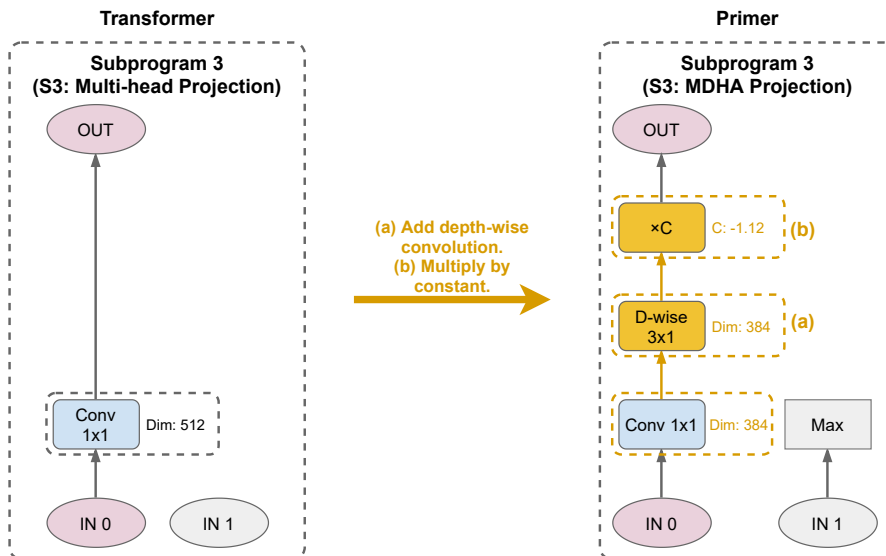 Transformer
Subprogram 3
(S3: Multi-head Projection)
OUT
Conv
1x1
Dim: 512
IN 0
IN 1
(a) Add depth-wise
convolution.
(b) Multiply by
constant.
Primer
Subprogram 3
(S3: MDHA Projection)
OUT
×C
C: -1.12
(b)
D-wise
3x1
Dim: 384
(a)
Conv 1x1
Dim: 384
Max
IN 0
IN 1